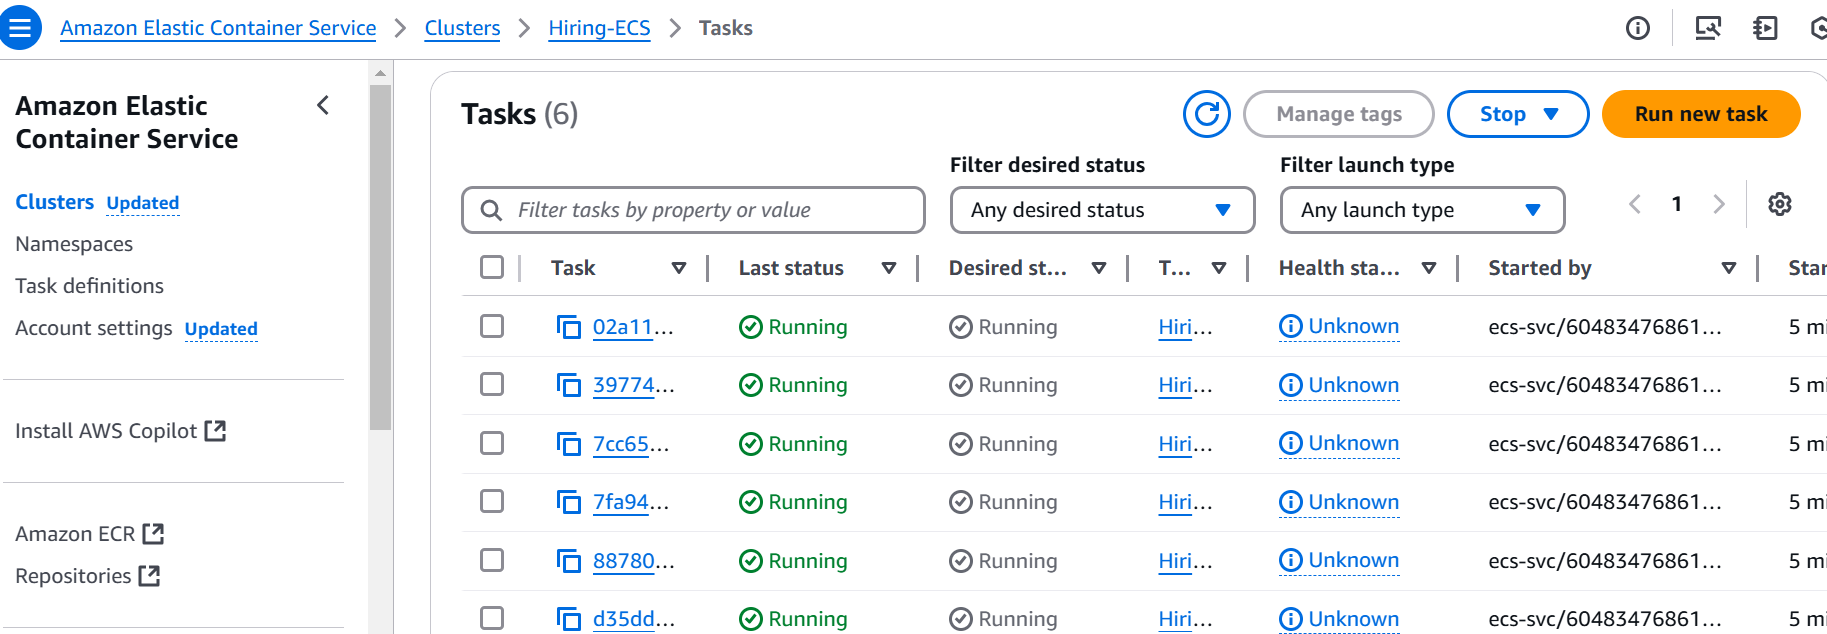 Amazon Elastic Container Service > Clusters > Hiring-ECS > Tasks
Amazon Elastic
Container Service
Clusters Updated
Namespaces
Task definitions
Account settings Updated
Install AWS Copilot
Amazon ECR
Repositories
Tasks (6)
Manage tags
Stop
Run new task
Filter desired status
Filter launch type
Filter tasks by property or value
Any desired status
Any launch type
1
Task Last status Desired st... T... Health sta... Started by Star
02a11... Running Running Hiri... Unknown ecs-svc/60483476861... 5 mi
39774... Running Running Hiri... Unknown ecs-svc/60483476861... 5 mi
7cc65... Running Running Hiri... Unknown ecs-svc/60483476861... 5 mi
7fa94... Running Running Hiri... Unknown ecs-svc/60483476861... 5 mi
88780... Running Running Hiri... Unknown ecs-svc/60483476861... 5 mi
d35dd... Running Running Hiri... Unknown ecs-svc/60483476861... 5 mi